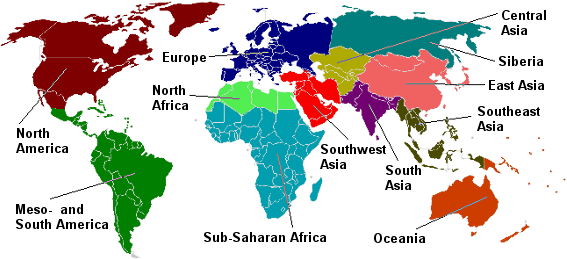 Central
Asia
Europe
Siberia
East Asia
North
Africa
Southeast
Asia
North
America
Southwest
Asia
South
Asia
Meso- and
South America
Sub-Saharan Africa
Oceania